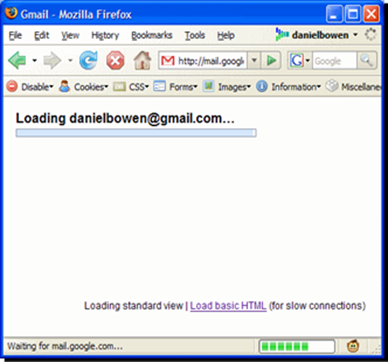 Gmail - Mozilla Firefox
File Edit View History Bookmarks Tools Help danielbowen
http://mail.googl Google
Disable Cookies CSS Forms Images Information Miscellane
Loading danielbowen@gmail.com...
Loading standard view | Load basic HTML (for slow connections)
Waiting for mail.google.com...